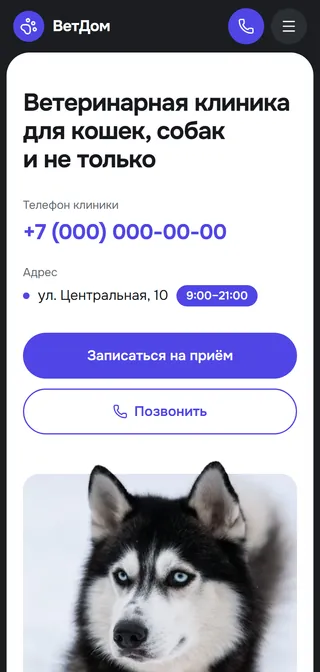 ВетДом
Ветеринарная клиника
для кошек, собак
и не только
Телефон клиники
+7 (000) 000-00-00
Адрес
ул. Центральная, 10 9:00–21:00
Записаться на приём
Позвонить